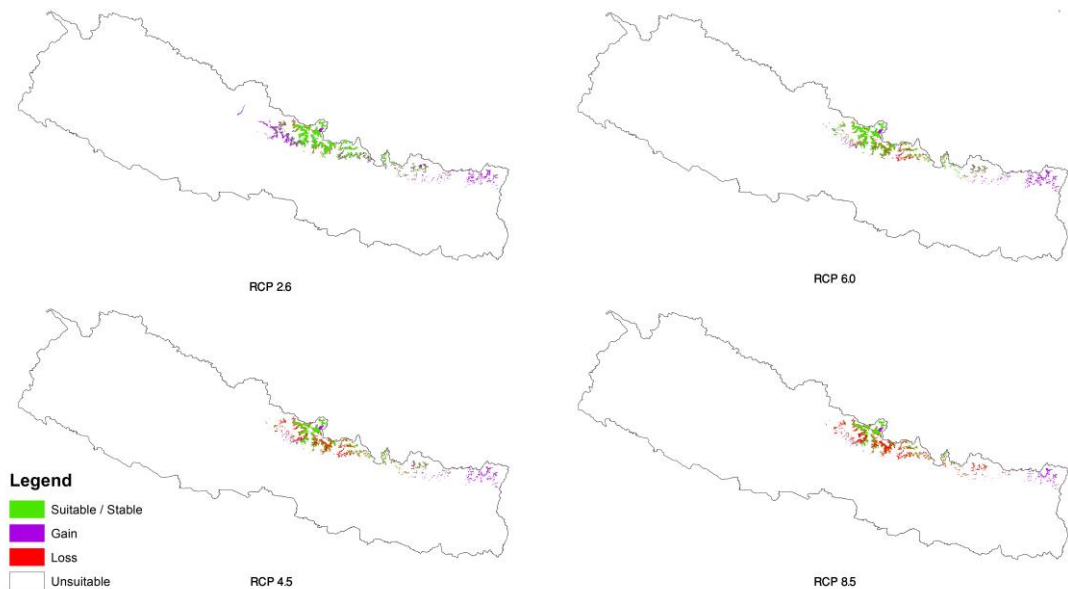 RCP 2.6
RCP 6.0
Legend
Suitable / Stable
Gain
Loss
Unsuitable
RCP 4.5
RCP 8.5